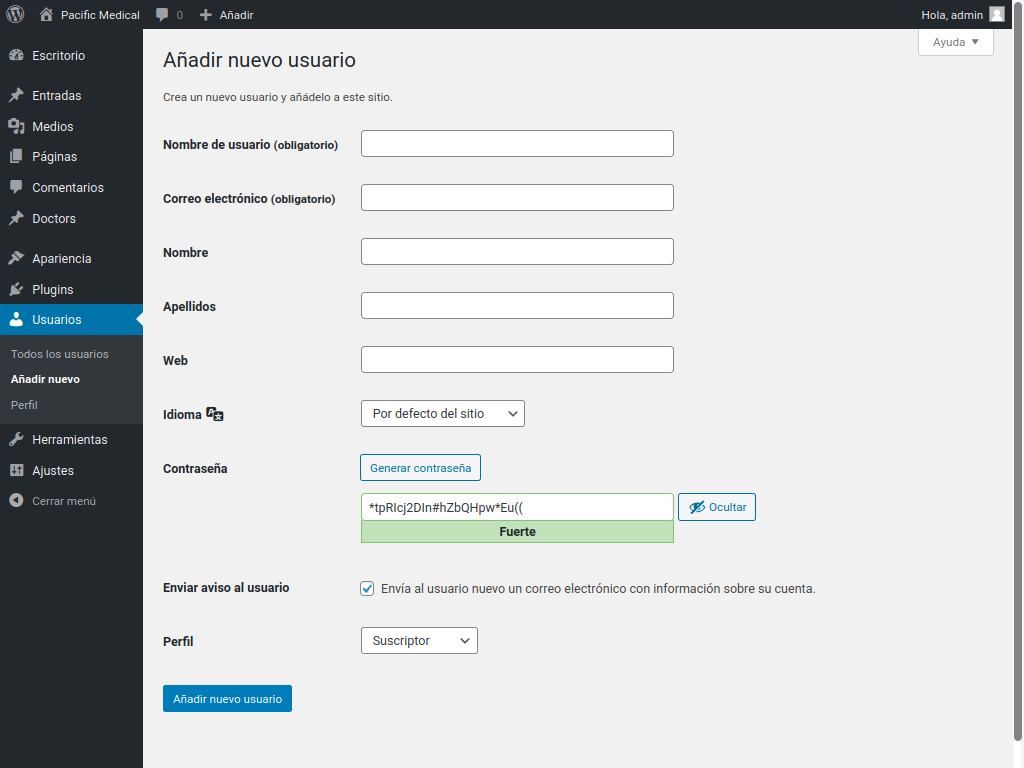 Pacific Medical 0 Añadir Hola, admin
Ayuda
Escritorio
Entradas
Medios
Páginas
Comentarios
Doctors
Apariencia
Plugins
Usuarios
Todos los usuarios
Añadir nuevo
Perfil
Herramientas
Ajustes
Cerrar menú
Añadir nuevo usuario
Crea un nuevo usuario y añádelo a este sitio.
Nombre de usuario (obligatorio)
Correo electrónico (obligatorio)
Nombre
Apellidos
Web
Idioma Por defecto del sitio
Contraseña Generar contraseña
*tpRIcj2DIn#hZbQHpw*Eu(( Ocultar
Fuerte
Enviar aviso al usuario Envía al usuario nuevo un correo electrónico con información sobre su cuenta.
Perfil Suscriptor
Añadir nuevo usuario